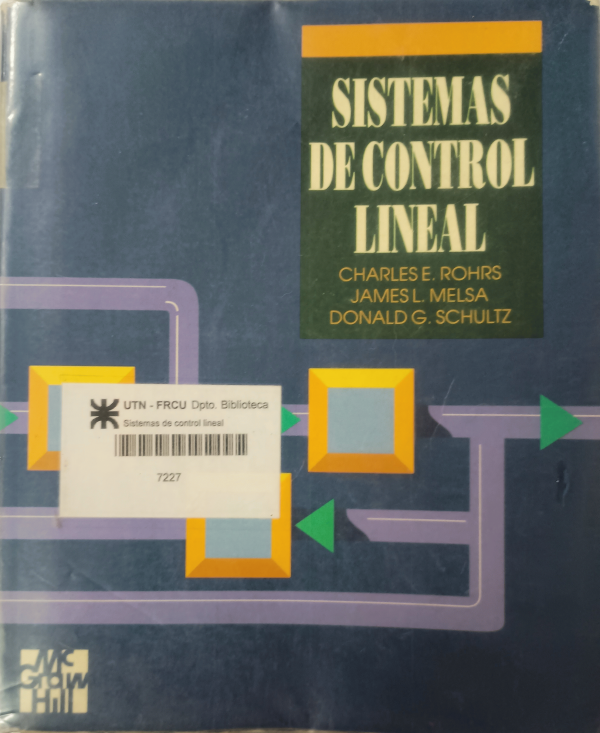 SISTEMAS
DE CONTROL
LINEAL
CHARLES E. ROHRS
JAMES L. MELSA
DONALD G. SCHULTZ
UTN - FRCU Dpto. Biblioteca
Sistemas de control lineal
7227
Mc
Graw
Hill